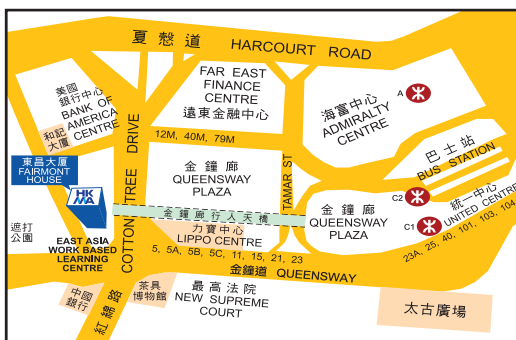 夏慤道 HARCOURT ROAD
美國
銀行中心
BANK OF
AMERICA
CENTRE
和記
大厦
FAR EAST
FINANCE
CENTRE
遠東金融中心
A
海富中心
ADMIRALTY
CENTRE
12M, 40M, 79M
COTTON TREE DRIVE
紅綿路
東昌大厦
FAIRMONT
HOUSE
HK
MA
遮打
公園
EAST ASIA
WORK BASED
LEARNING
CENTRE
金鐘廊
QUEENSWAY
PLAZA
TAMAR ST
巴士站
BUS STATION
C2
統一中心
UNITED CENTRE
C1
金鐘廊
QUEENSWAY
PLAZA
金鐘廊行人天橋
力寶中心
LIPPO CENTRE
5, 5A, 5B, 5C, 11, 15, 21, 23
23A, 25, 40, 101, 103, 104
金鐘道 QUEENSWAY
中國
銀行
茶具
博物館
最高法院
NEW SUPREME
COURT
太古廣場